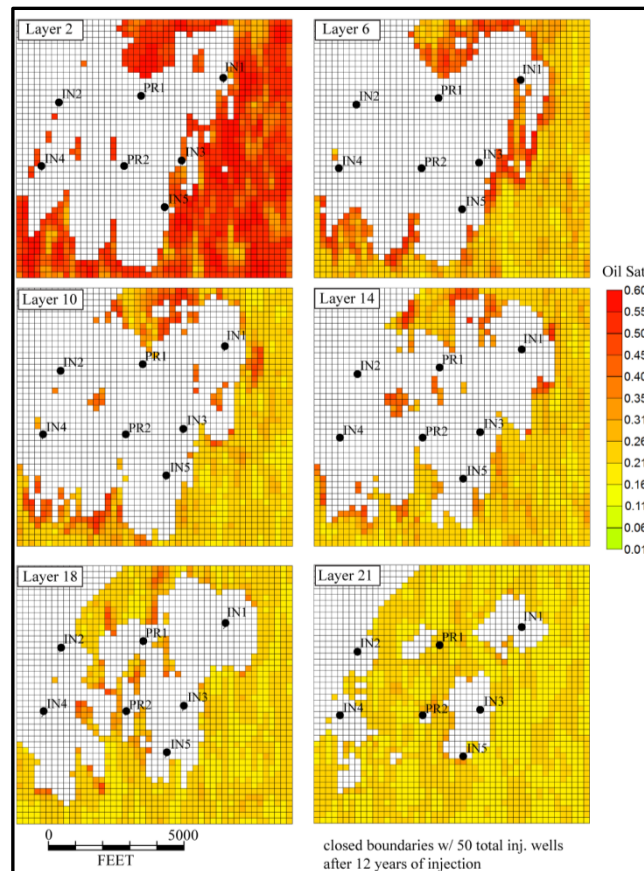 Layer 2
IN1
IN2
PR1
IN4
PR2
IN3
IN5
Layer 6
IN1
IN2
PR1
IN4
PR2
IN3
IN5
Oil Sat
0.60
0.55
0.50
0.45
0.40
0.35
0.31
0.26
0.21
0.16
0.11
0.06
0.01
Layer 10
IN1
IN2
PR1
IN4
PR2
IN3
IN5
Layer 14
IN1
IN2
PR1
IN4
PR2
IN3
IN5
Layer 18
IN1
IN2
PR1
IN4
PR2
IN3
IN5
Layer 21
IN1
IN2
PR1
IN4
PR2
IN3
IN5
0 5000
FEET
closed boundaries w/ 50 total inj. wells
after 12 years of injection